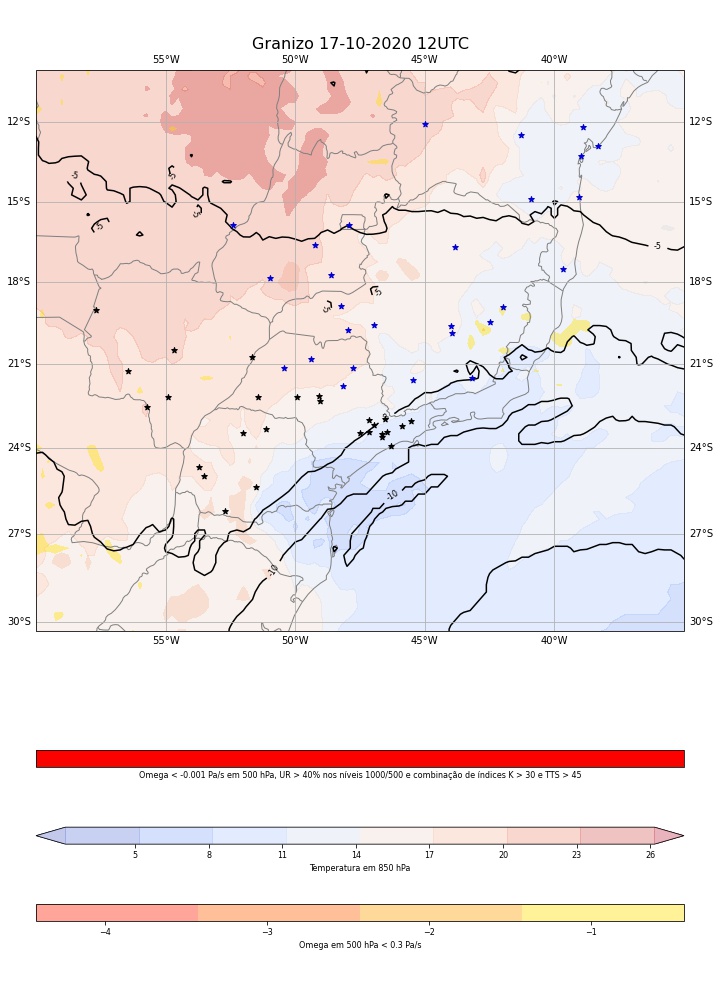 Granizo 17-10-2020 12UTC
55°W 50°W 45°W 40°W
12°S 12°S
15°S 15°S
18°S 18°S
21°S 21°S
24°S 24°S
27°S 27°S
30°S 30°S
-5
-5
-5
-5
-5
-5
-5
-10
-10
55°W 50°W 45°W 40°W
Omega < -0.001 Pa/s em 500 hPa, UR > 40% nos níveis 1000/500 e combinação de índices K > 30 e TTS > 45
5 8 11 14 17 20 23 26
Temperatura em 850 hPa
−4 −3 −2 −1
Omega em 500 hPa < 0.3 Pa/s